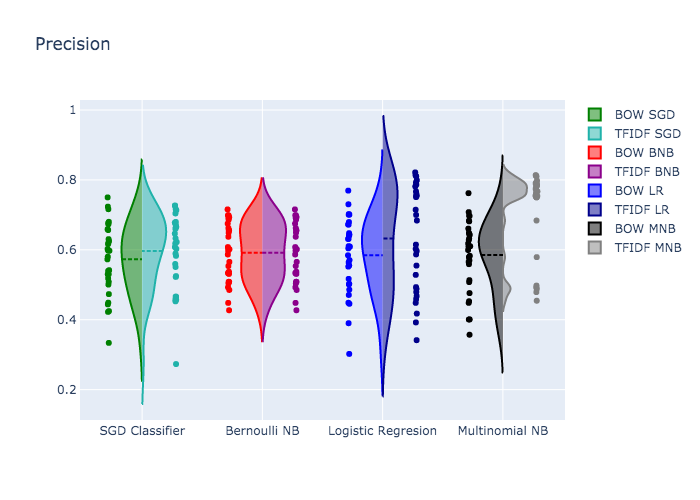 Precision
1
0.8
0.6
0.4
0.2
SGD Classifier
Bernoulli NB
Logistic Regresion
Multinomial NB
BOW SGD
TFIDF SGD
BOW BNB
TFIDF BNB
BOW LR
TFIDF LR
BOW MNB
TFIDF MNB